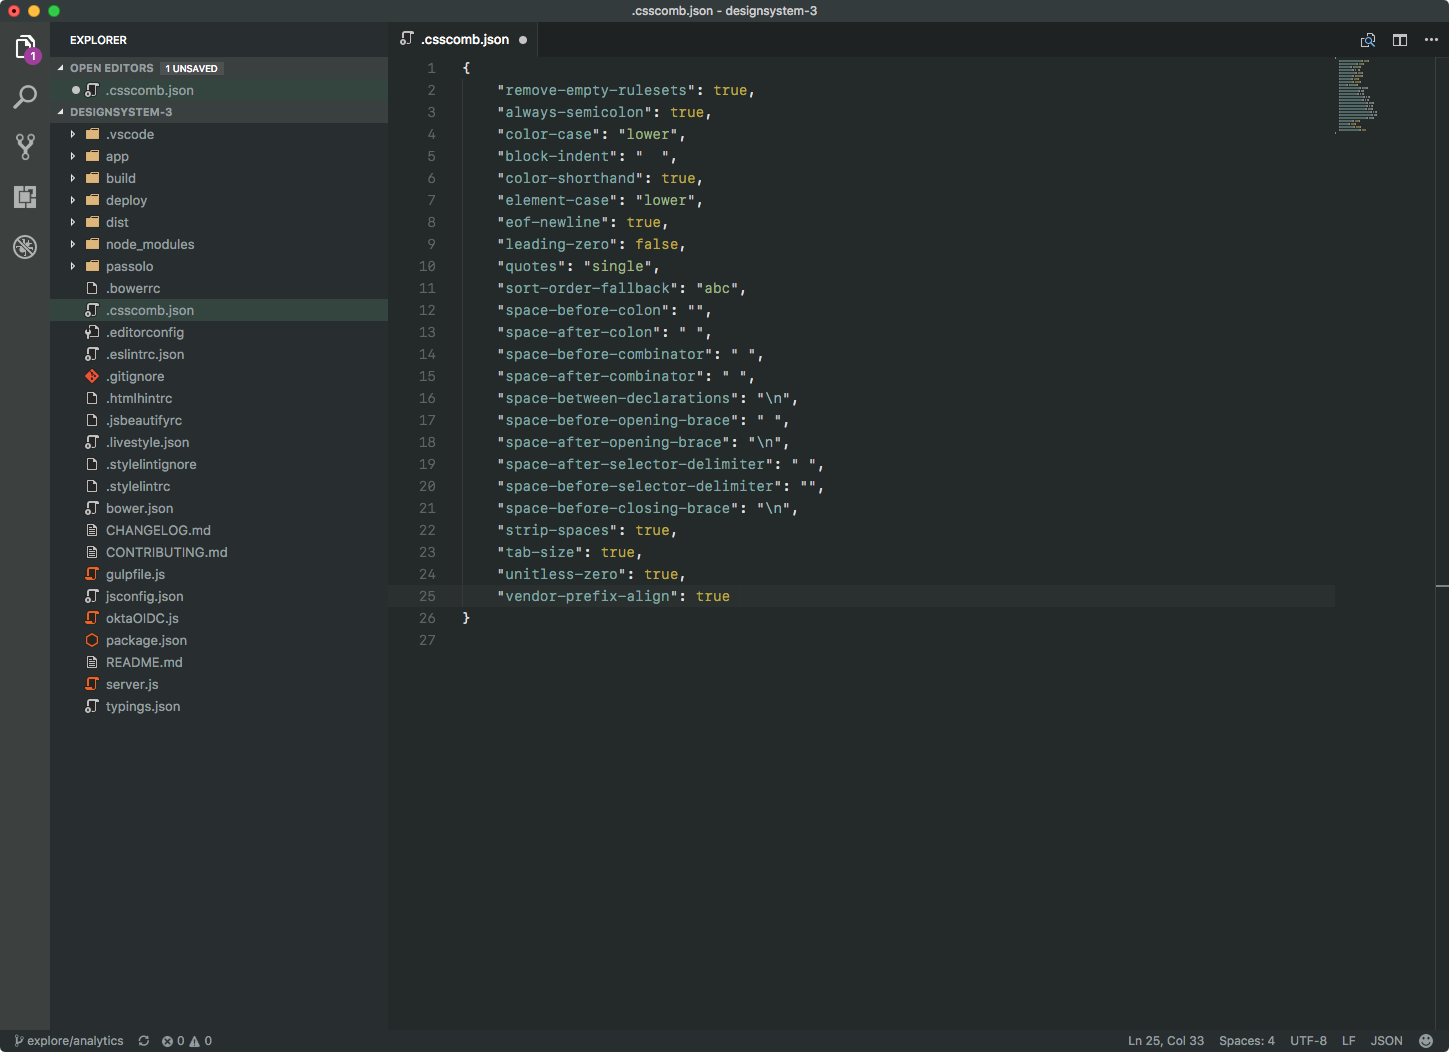 .csscomb.json - designsystem-3
EXPLORER
1
OPEN EDITORS 1 UNSAVED
.csscomb.json
DESIGNSYSTEM-3
.vscode
app
build
deploy
dist
node_modules
passolo
.bowerrc
.csscomb.json
.editorconfig
.eslintrc.json
.gitignore
.htmlhintrc
.jsbeautifyrc
.livestyle.json
.stylelintignore
.stylelintrc
bower.json
CHANGELOG.md
CONTRIBUTING.md
gulpfile.js
jsconfig.json
oktaOIDC.js
package.json
README.md
server.js
typings.json
.csscomb.json
1 {
2 "remove-empty-rulesets": true,
3 "always-semicolon": true,
4 "color-case": "lower",
5 "block-indent": "  ",
6 "color-shorthand": true,
7 "element-case": "lower",
8 "eof-newline": true,
9 "leading-zero": false,
10 "quotes": "single",
11 "sort-order-fallback": "abc",
12 "space-before-colon": "",
13 "space-after-colon": " ",
14 "space-before-combinator": " ",
15 "space-after-combinator": " ",
16 "space-between-declarations": "\n",
17 "space-before-opening-brace": " ",
18 "space-after-opening-brace": "\n",
19 "space-after-selector-delimiter": " ",
20 "space-before-selector-delimiter": "",
21 "space-before-closing-brace": "\n",
22 "strip-spaces": true,
23 "tab-size": true,
24 "unitless-zero": true,
25 "vendor-prefix-align": true
26 }
27
explore/analytics 0 0 Ln 25, Col 33 Spaces: 4 UTF-8 LF JSON